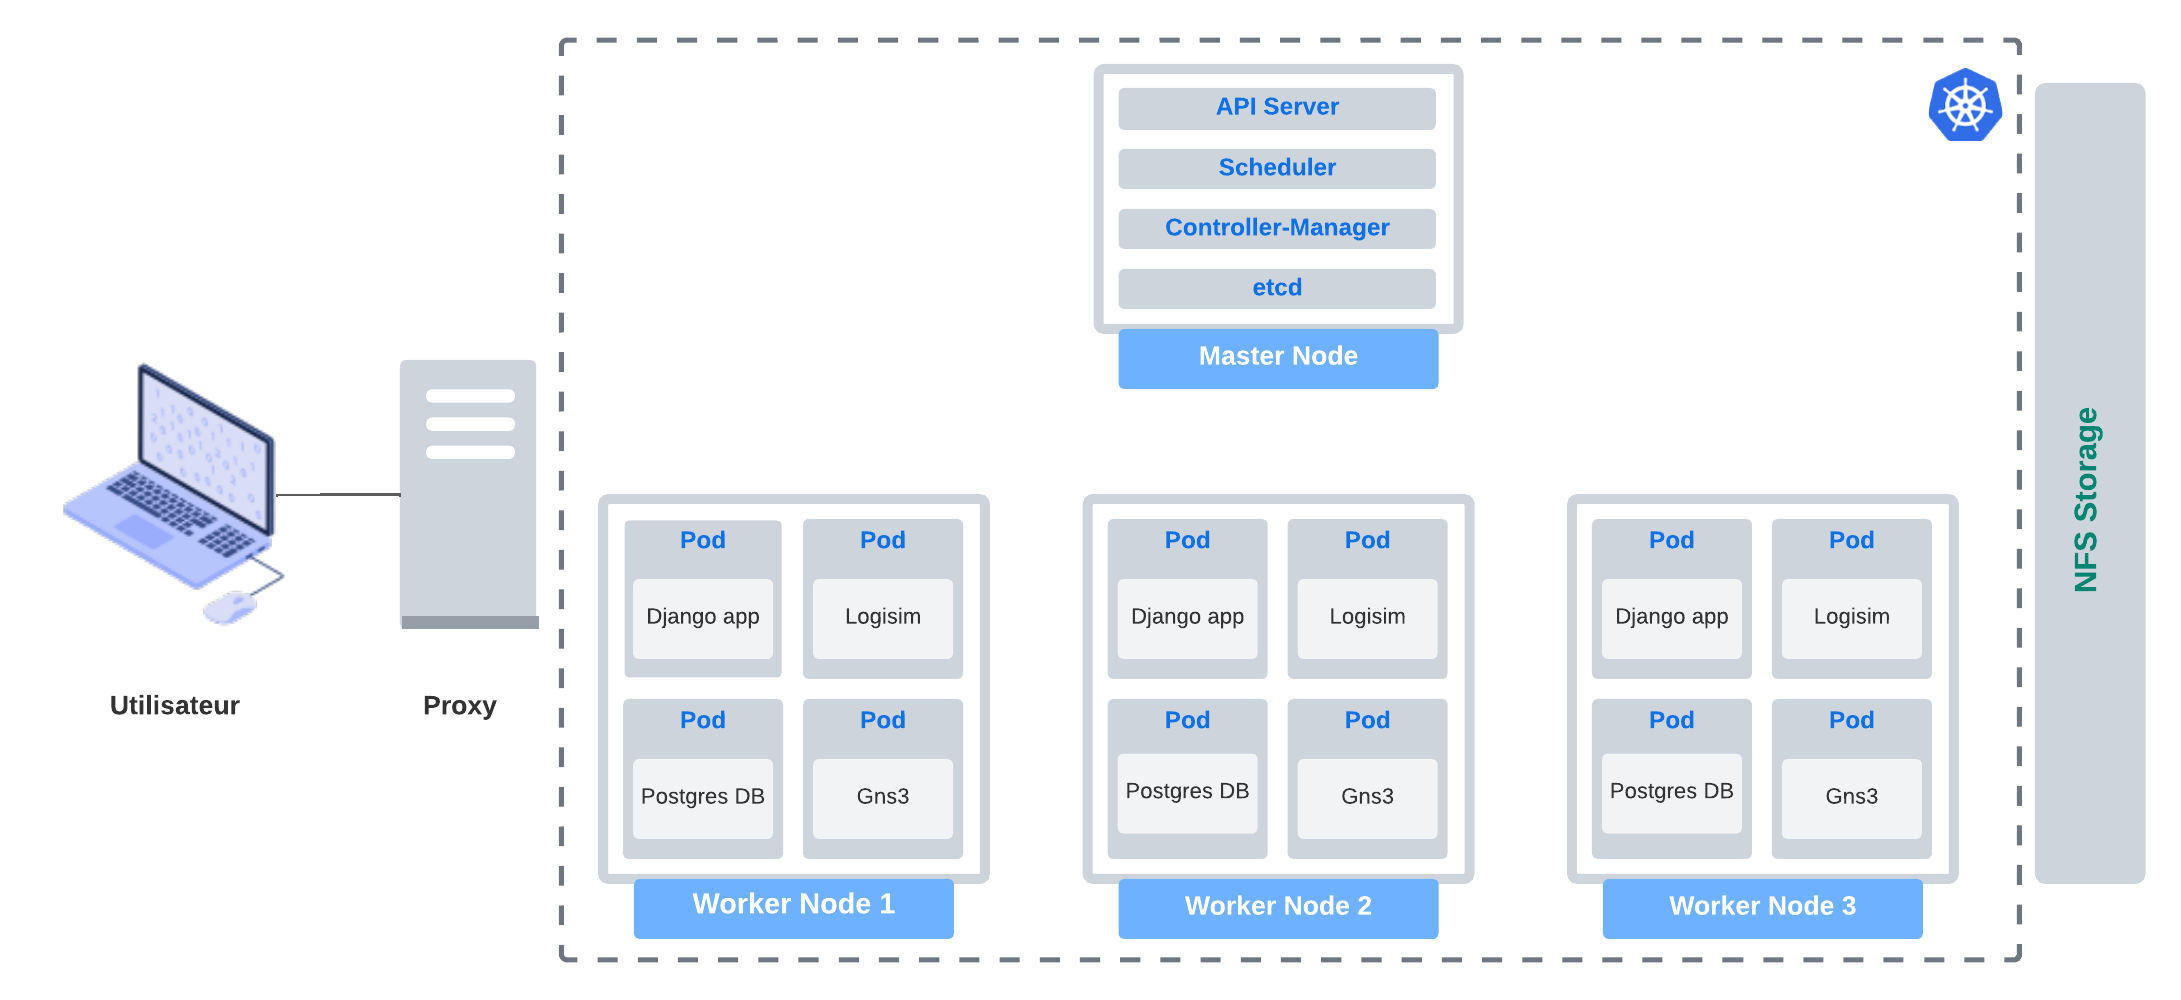 API Server
Scheduler
Controller-Manager
etcd
Master Node
Utilisateur
Proxy
Pod
Django app
Pod
Logisim
Pod
Postgres DB
Pod
Gns3
Worker Node 1
Pod
Django app
Pod
Logisim
Pod
Postgres DB
Pod
Gns3
Worker Node 2
Pod
Django app
Pod
Logisim
Pod
Postgres DB
Pod
Gns3
Worker Node 3
NFS Storage